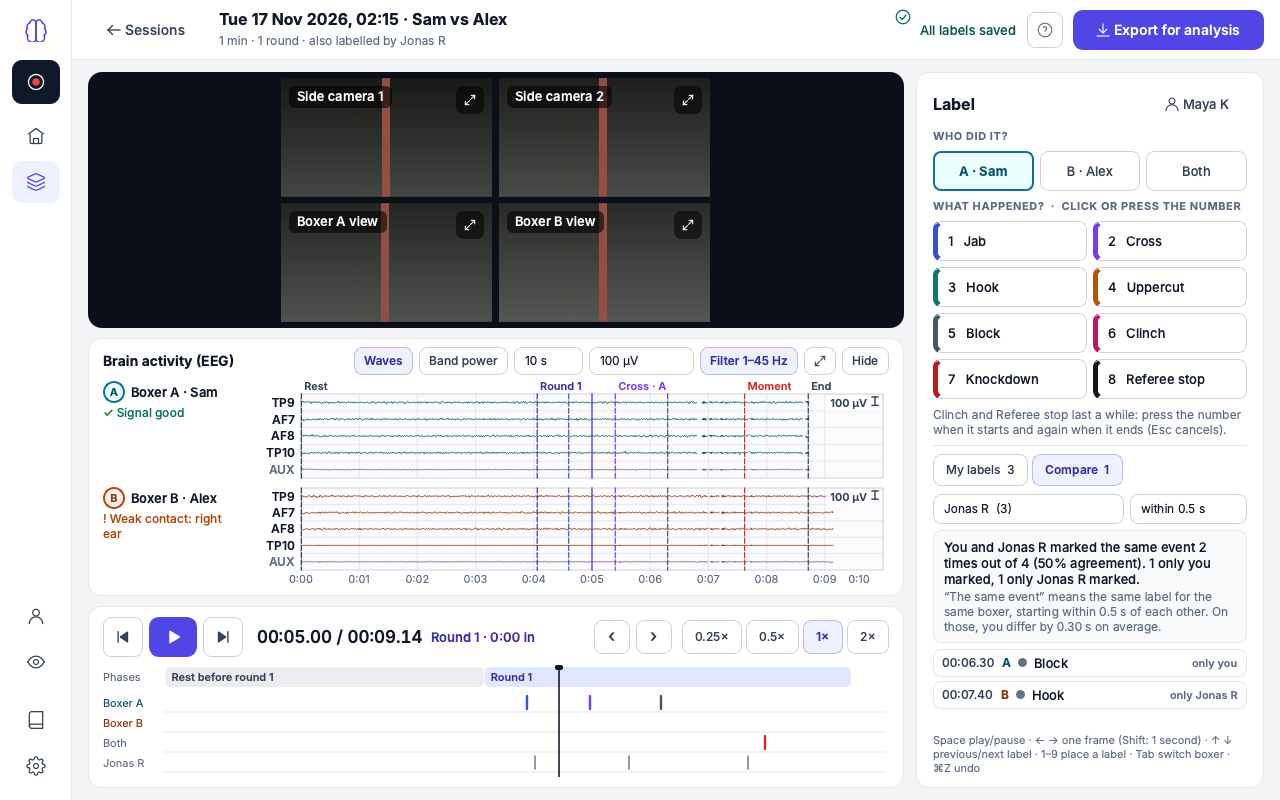 Sessions
Tue 17 Nov 2026, 02:15 · Sam vs Alex
1 min · 1 round · also labelled by Jonas R
All labels saved
Export for analysis
Side camera 1
Side camera 2
Boxer A view
Boxer B view
Brain activity (EEG)
Waves
Band power
10 s
100 µV
Filter 1–45 Hz
Hide
A Boxer A · Sam
✓ Signal good
Rest
Round 1
Cross · A
Moment
End
TP9
AF7
AF8
TP10
AUX
100 µV
B Boxer B · Alex
! Weak contact: right
ear
TP9
AF7
AF8
TP10
AUX
100 µV
0:00 0:01 0:02 0:03 0:04 0:05 0:06 0:07 0:08 0:09 0:10
00:05.00 / 00:09.14 Round 1 · 0:00 in
0.25×
0.5×
1×
2×
Phases
Rest before round 1
Round 1
Boxer A
Boxer B
Both
Jonas R
Label
Maya K
WHO DID IT?
A · Sam
B · Alex
Both
WHAT HAPPENED? · CLICK OR PRESS THE NUMBER
1 Jab
2 Cross
3 Hook
4 Uppercut
5 Block
6 Clinch
7 Knockdown
8 Referee stop
Clinch and Referee stop last a while: press the number
when it starts and again when it ends (Esc cancels).
My labels 3
Compare 1
Jonas R (3)
within 0.5 s
You and Jonas R marked the same event 2
times out of 4 (50% agreement). 1 only you
marked, 1 only Jonas R marked.
“The same event” means the same label for the
same boxer, starting within 0.5 s of each other. On
those, you differ by 0.30 s on average.
00:06.30 A Block only you
00:07.40 B Hook only Jonas R
Space play/pause · ← → one frame (Shift: 1 second) · ↑ ↓
previous/next label · 1–9 place a label · Tab switch boxer ·
⌘Z undo